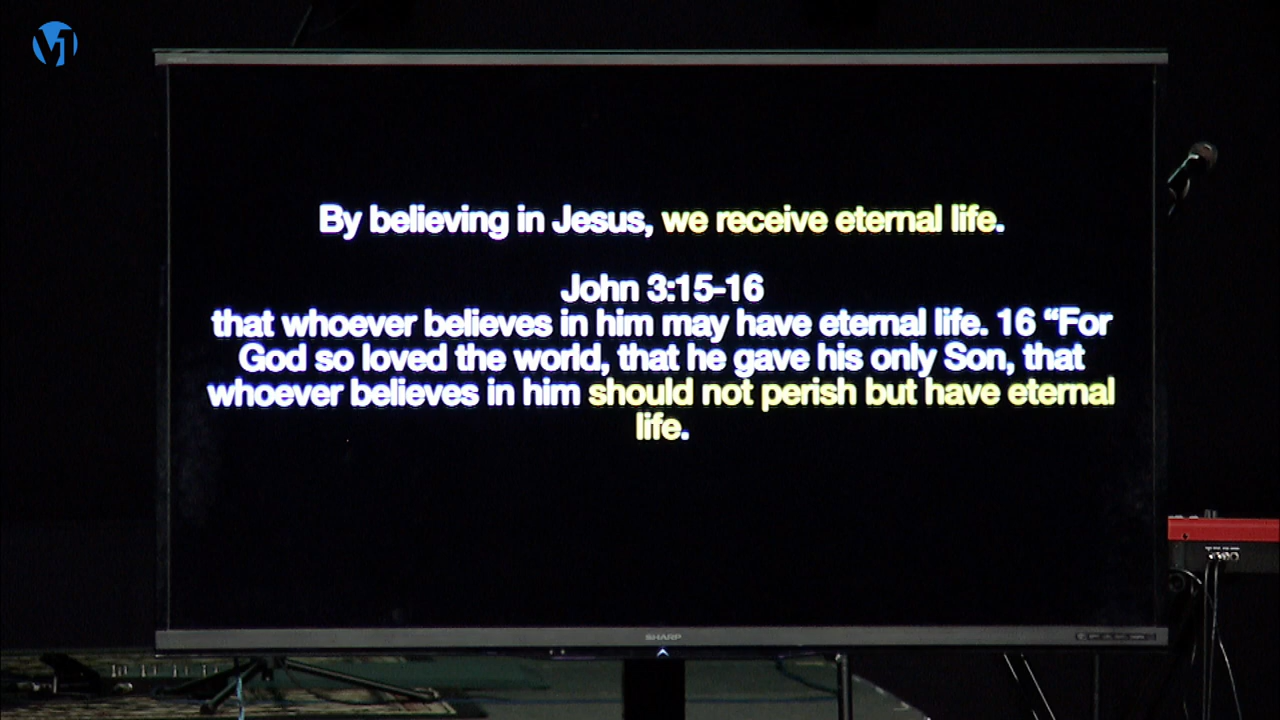 By believing in Jesus, we receive eternal life.
John 3:15-16
that whoever believes in him may have eternal life. 16 “For
God so loved the world, that he gave his only Son, that
whoever believes in him should not perish but have eternal
life.
SHARP